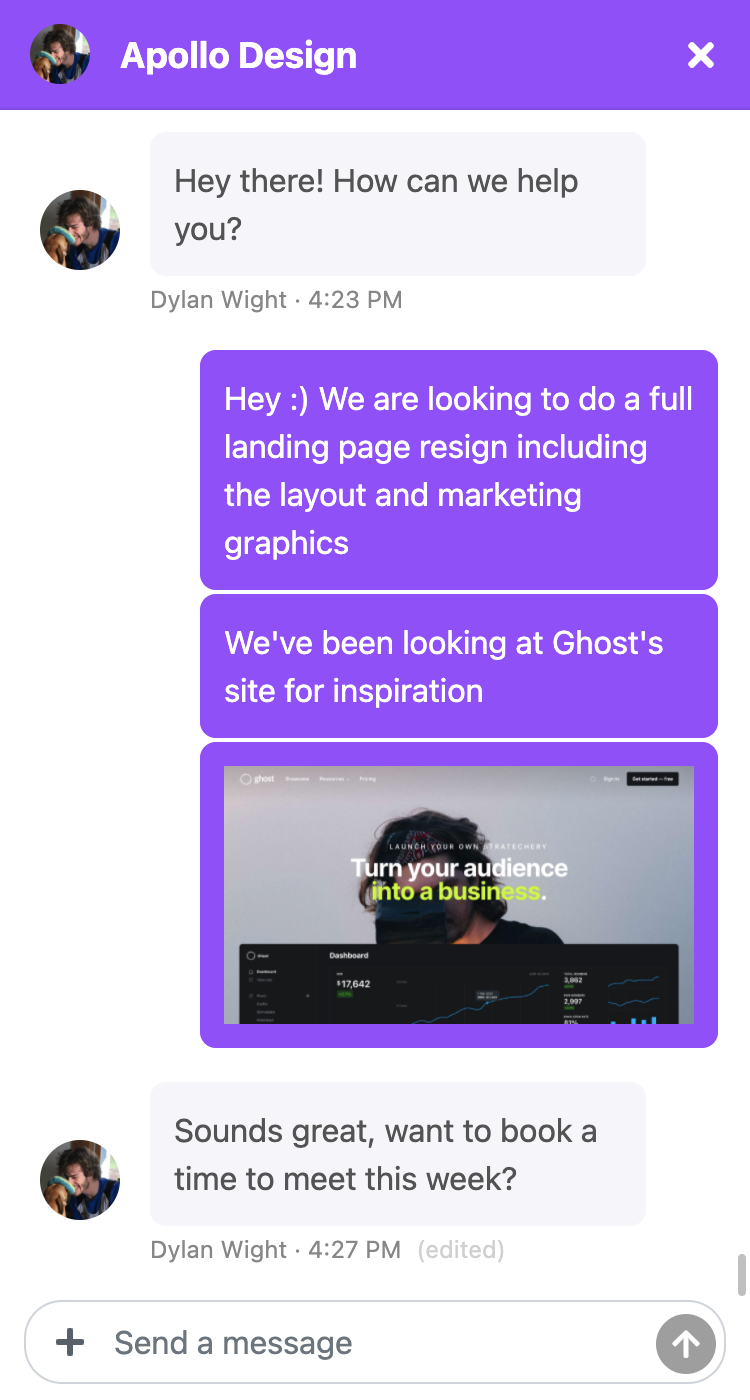 Apollo Design
Hey there! How can we help
you?
Dylan Wight · 4:23 PM
Hey :) We are looking to do a full
landing page resign including
the layout and marketing
graphics
We've been looking at Ghost's
site for inspiration
ghost Showcase Resources Pricing Sign in Get started — free
LAUNCH YOUR OWN STRATECHERY
Turn your audience
into a business.
Ghost Dashboard
Dashboard
$17,642
3,862
2,997
81%
Sounds great, want to book a
time to meet this week?
Dylan Wight · 4:27 PM (edited)
Send a message